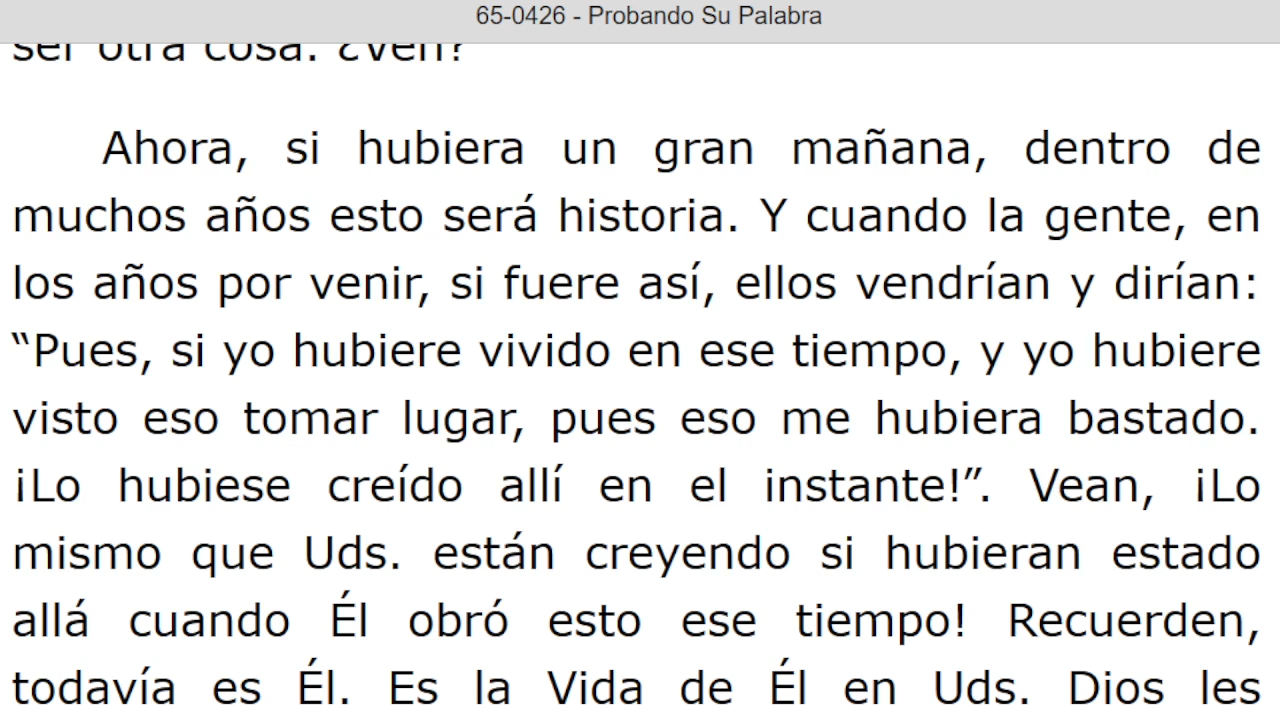 65-0426 - Probando Su Palabra
ser otra cosa. ¿Ven?
Ahora, si hubiera un gran mañana, dentro de
muchos años esto será historia. Y cuando la gente, en
los años por venir, si fuere así, ellos vendrían y dirían:
“Pues, si yo hubiere vivido en ese tiempo, y yo hubiere
visto eso tomar lugar, pues eso me hubiera bastado.
¡Lo hubiese creído allí en el instante!”. Vean, ¡Lo
mismo que Uds. están creyendo si hubieran estado
allá cuando Él obró esto ese tiempo! Recuerden,
todavía es Él. Es la Vida de Él en Uds. Dios les